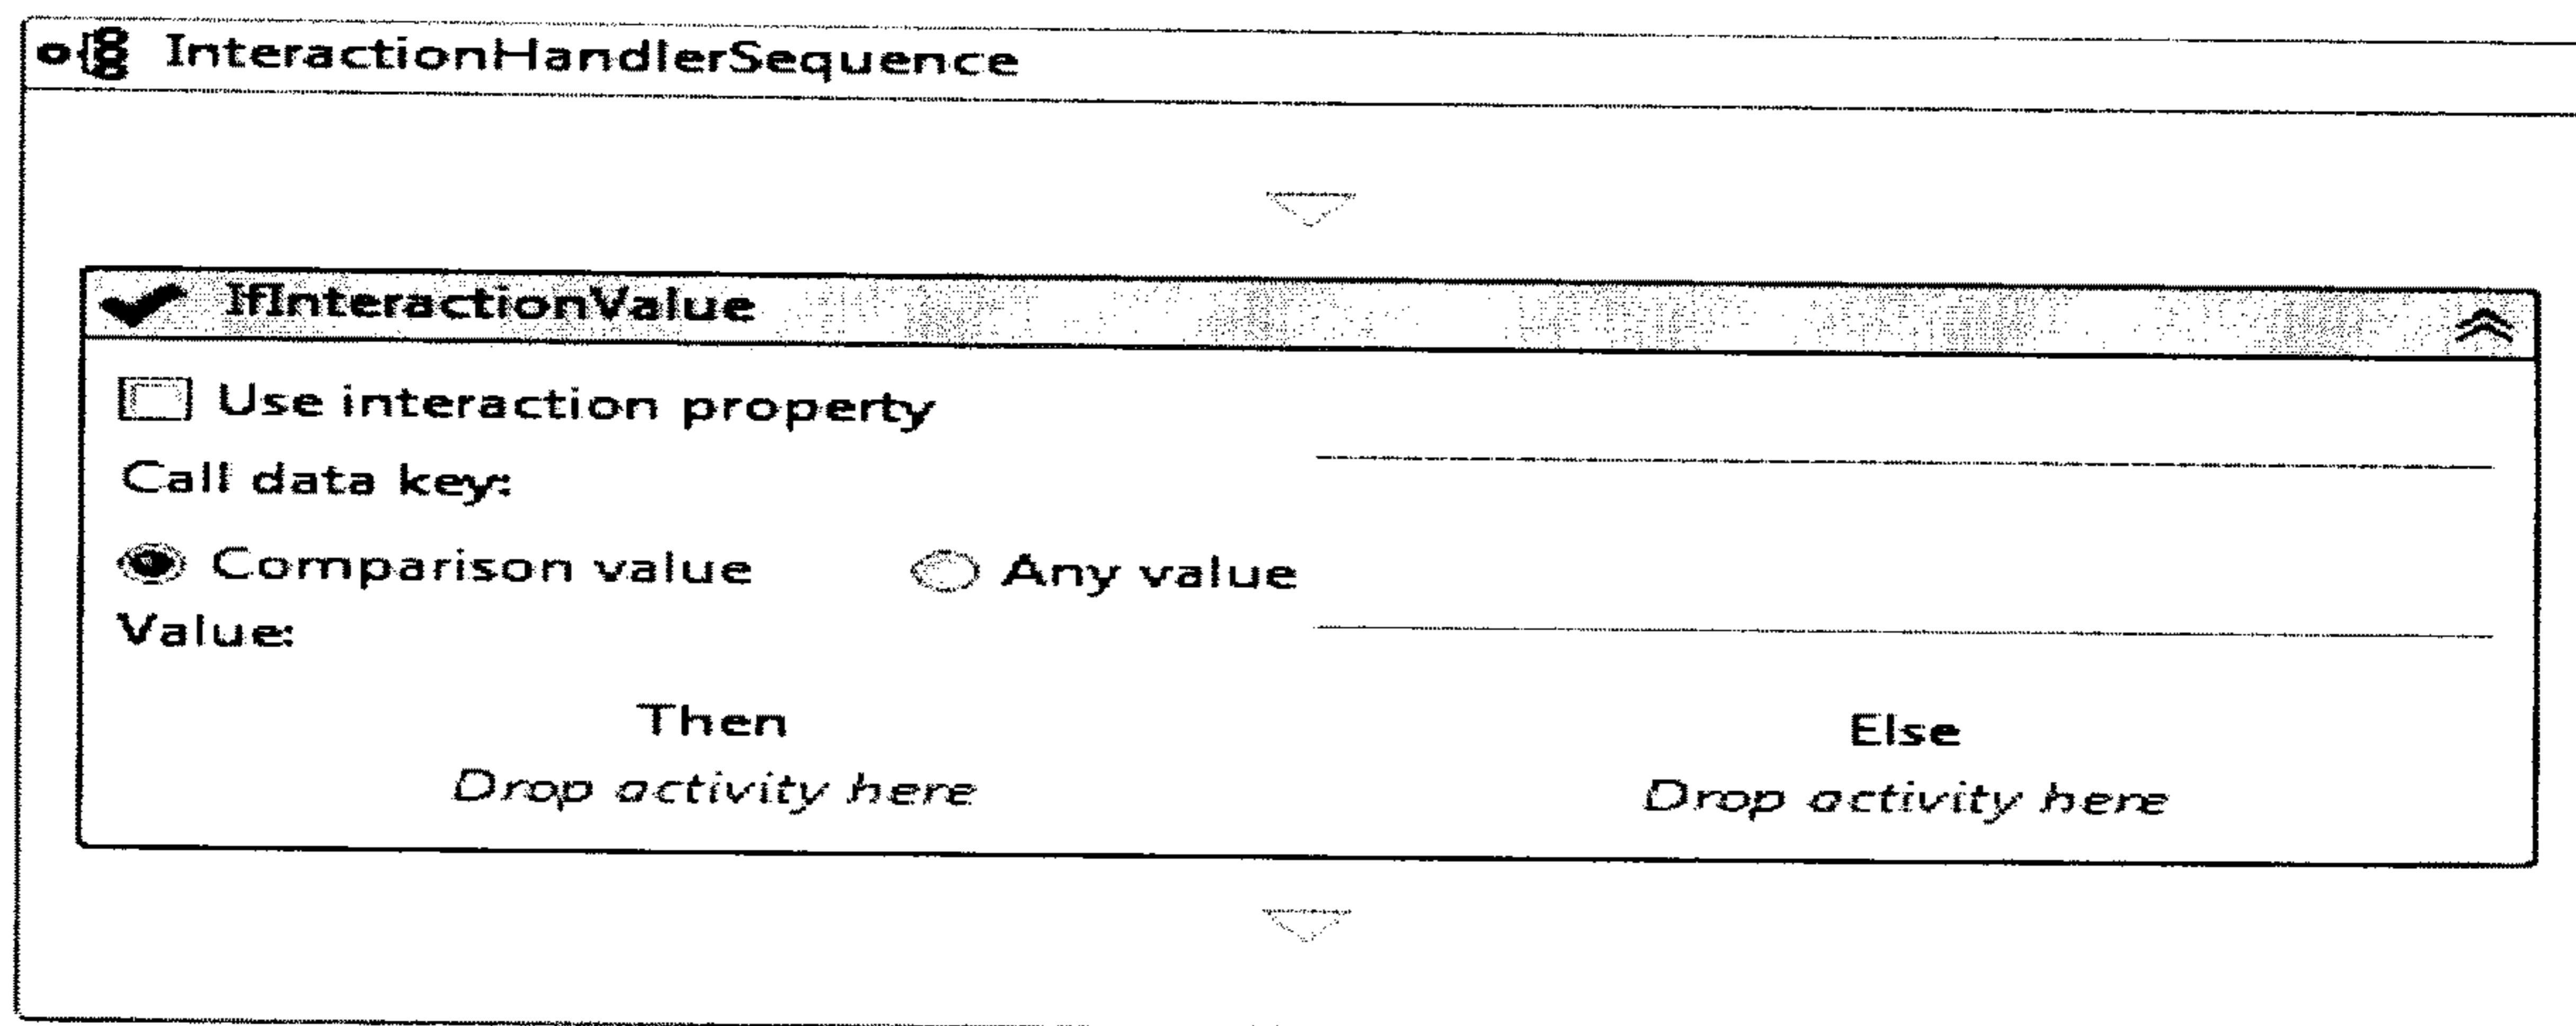 InteractionHandlerSequence
IfInteractionValue
Use interaction property
Call data key:
Comparison value Any value
Value:
Then Else
Drop activity here Drop activity here